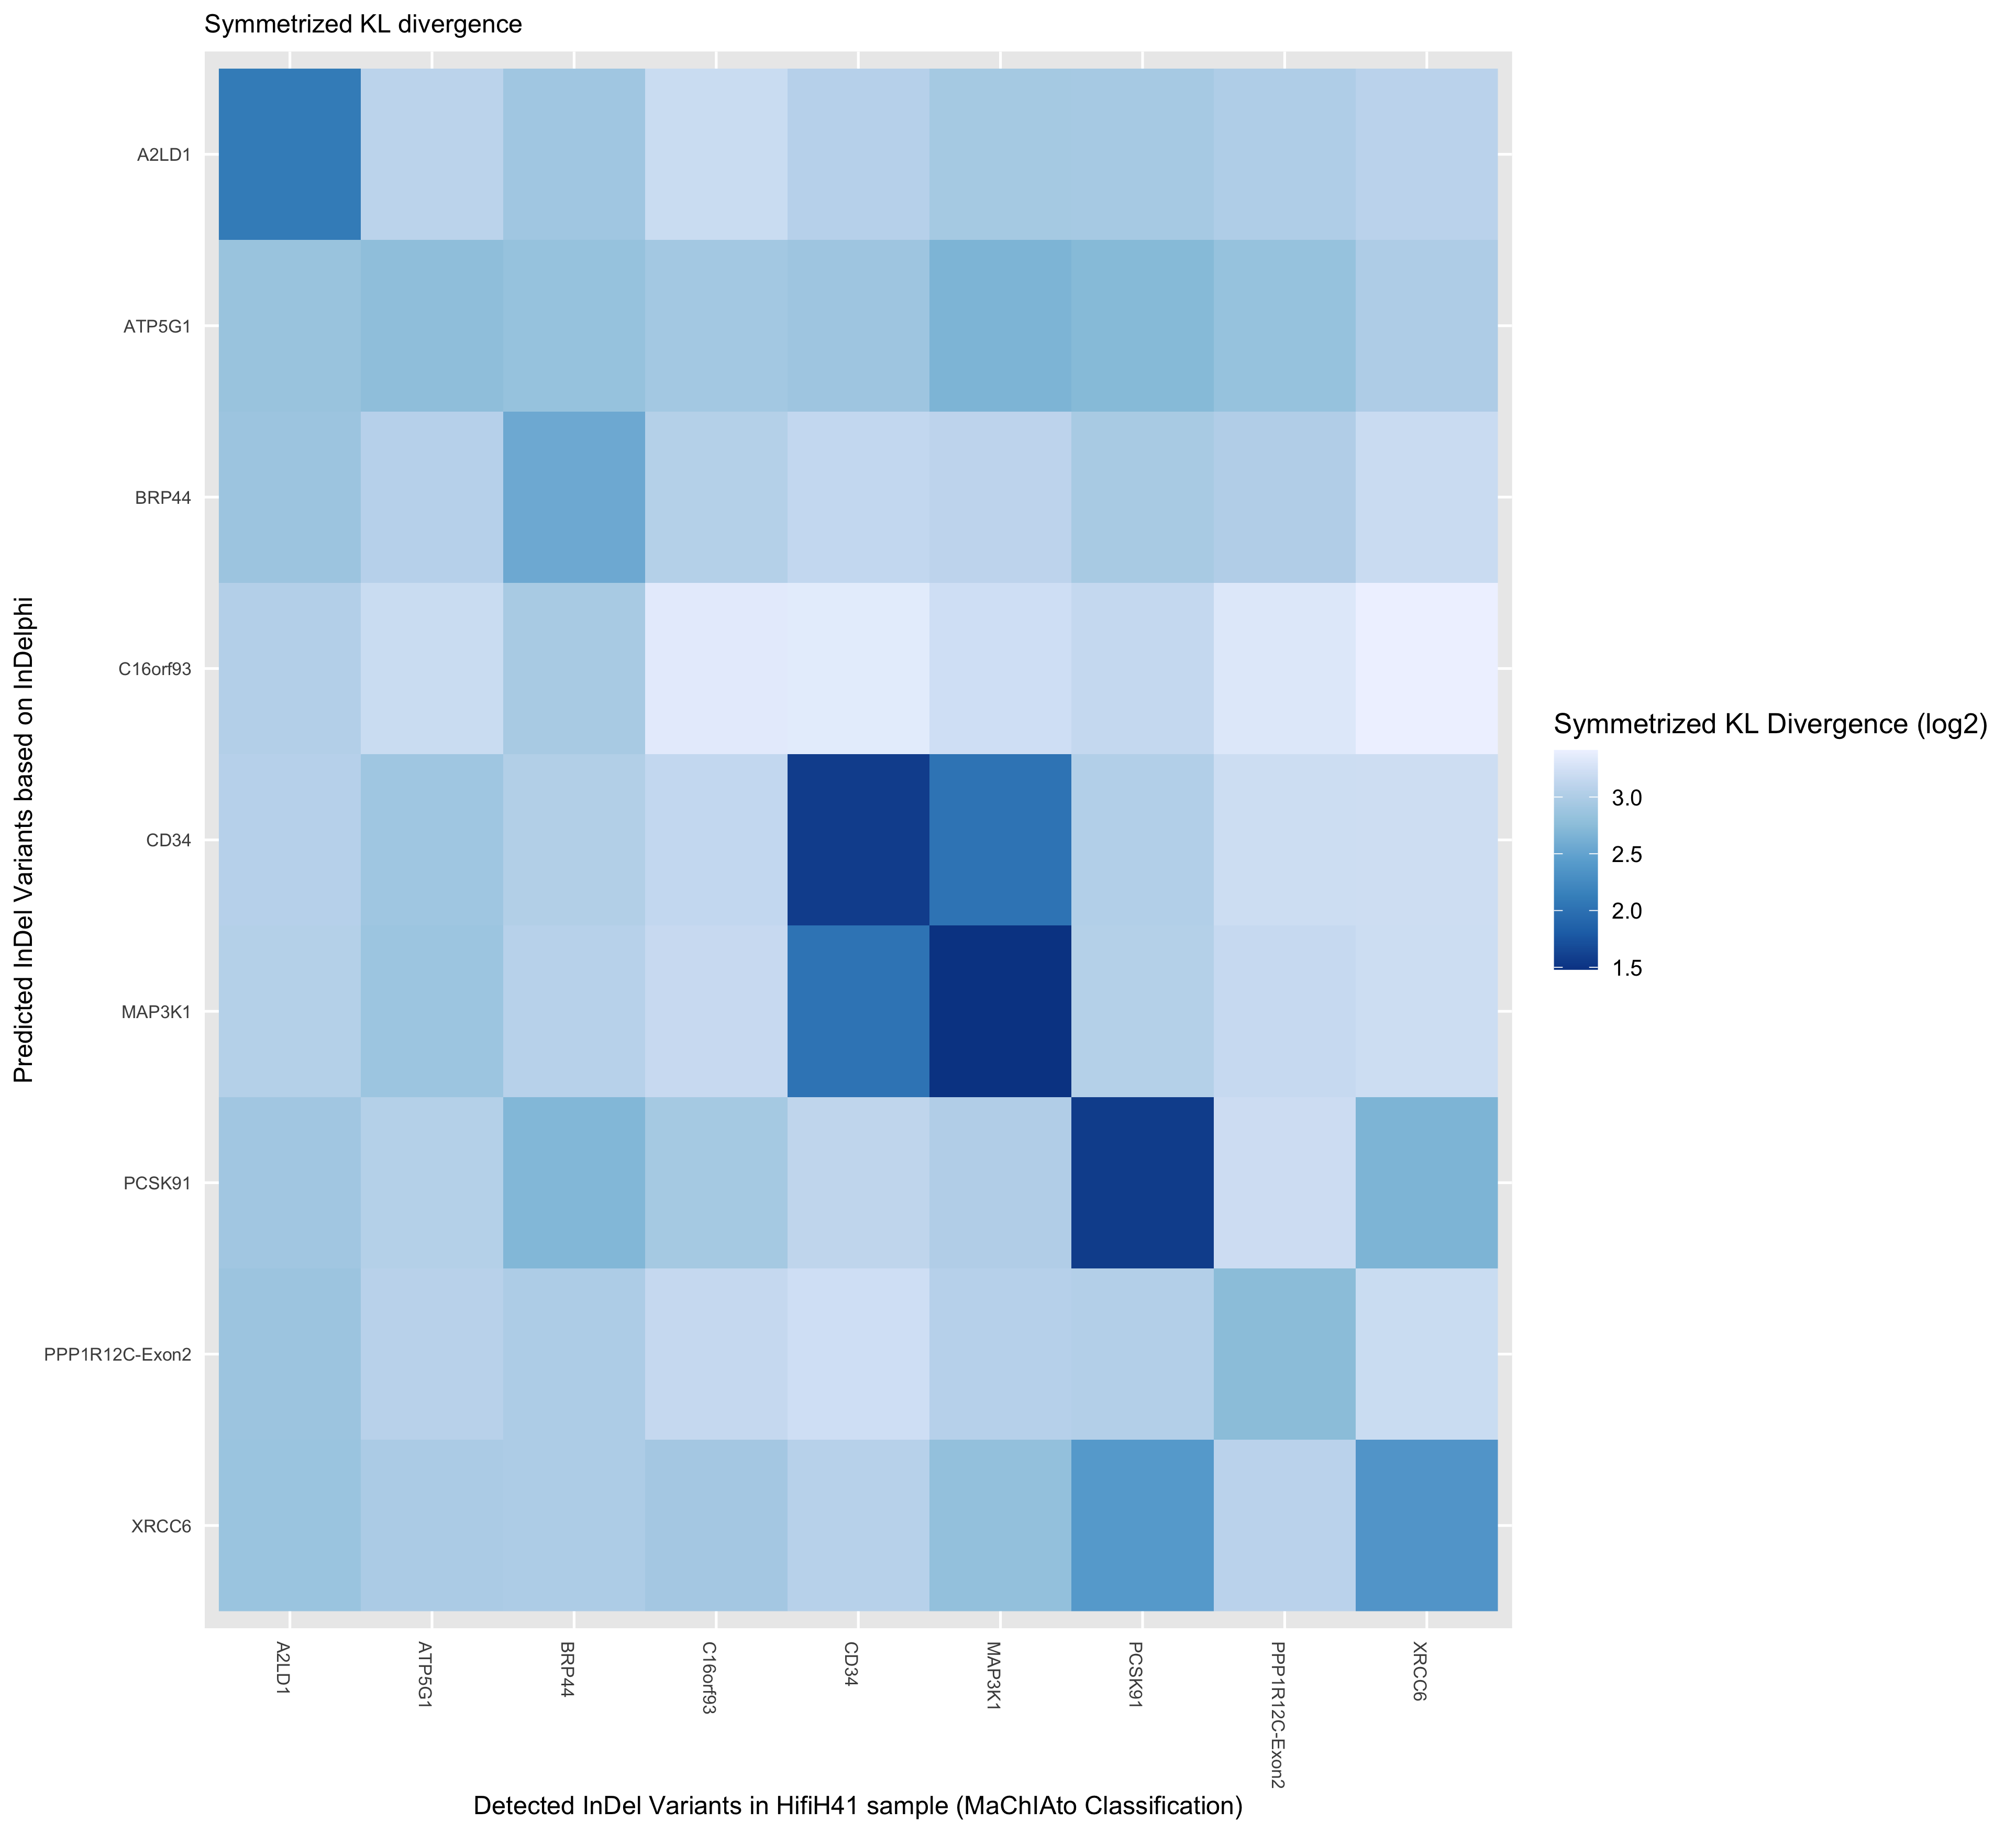 Symmetrized KL divergence
Predicted InDel Variants based on InDelphi
A2LD1
ATP5G1
BRP44
C16orf93
CD34
MAP3K1
PCSK91
PPP1R12C-Exon2
XRCC6
A2LD1
ATP5G1
BRP44
C16orf93
CD34
MAP3K1
PCSK91
PPP1R12C-Exon2
XRCC6
Detected InDel Variants in HifiH41 sample (MaChIAto Classification)
Symmetrized KL Divergence (log2)
3.0
2.5
2.0
1.5